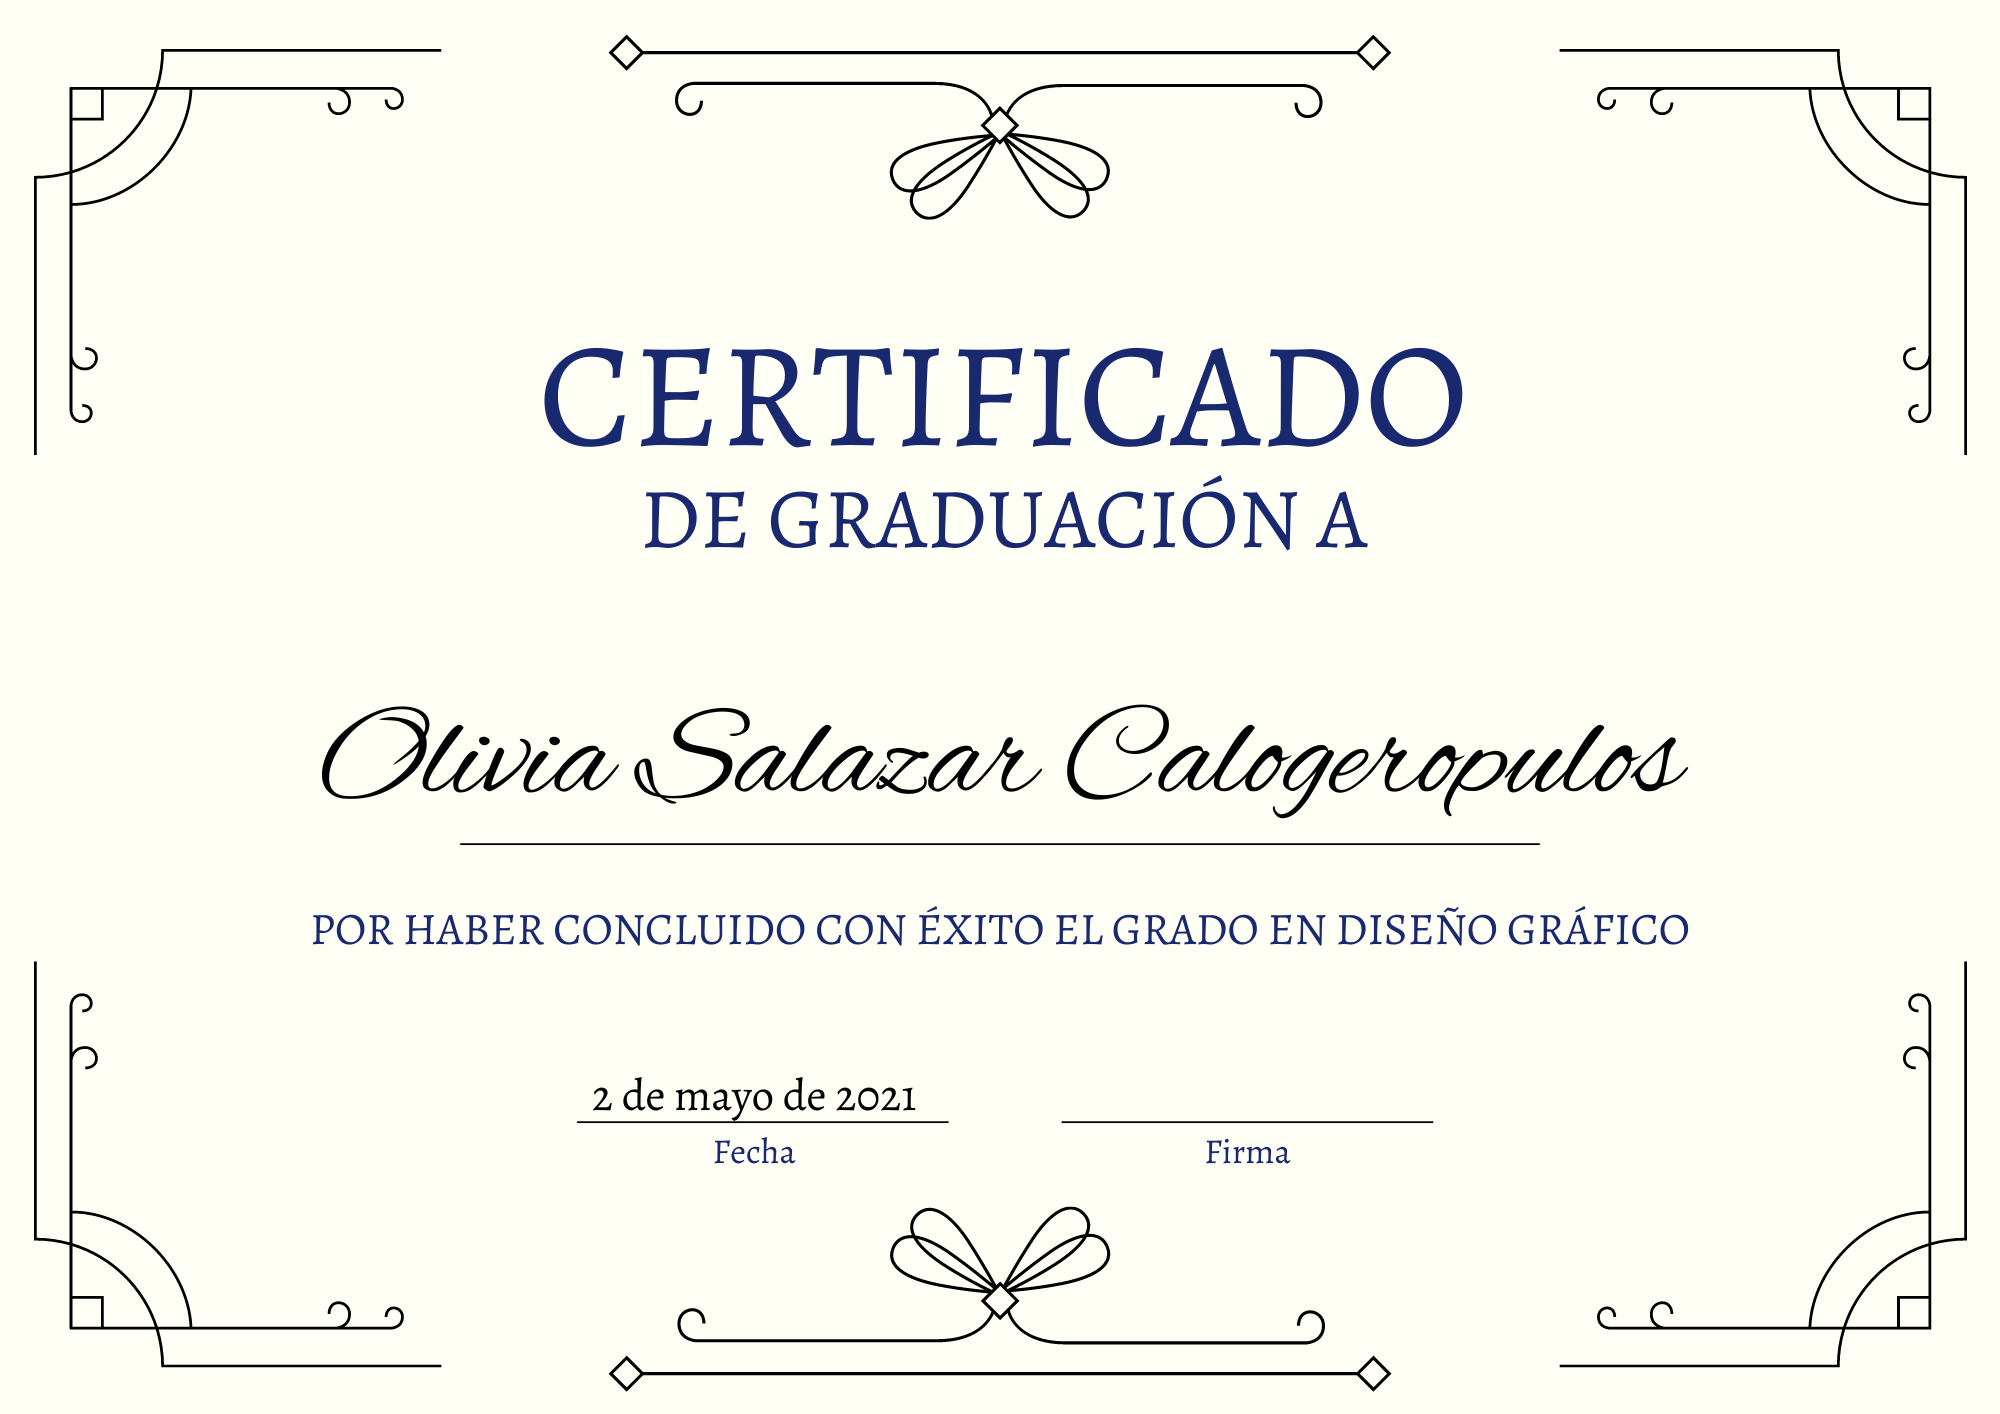 CERTIFICADO
DE GRADUACIÓN A
Olivia Salazar Calogeropulos
POR HABER CONCLUIDO CON ÉXITO EL GRADO EN DISEÑO GRÁFICO
2 de mayo de 2021
Fecha
Firma